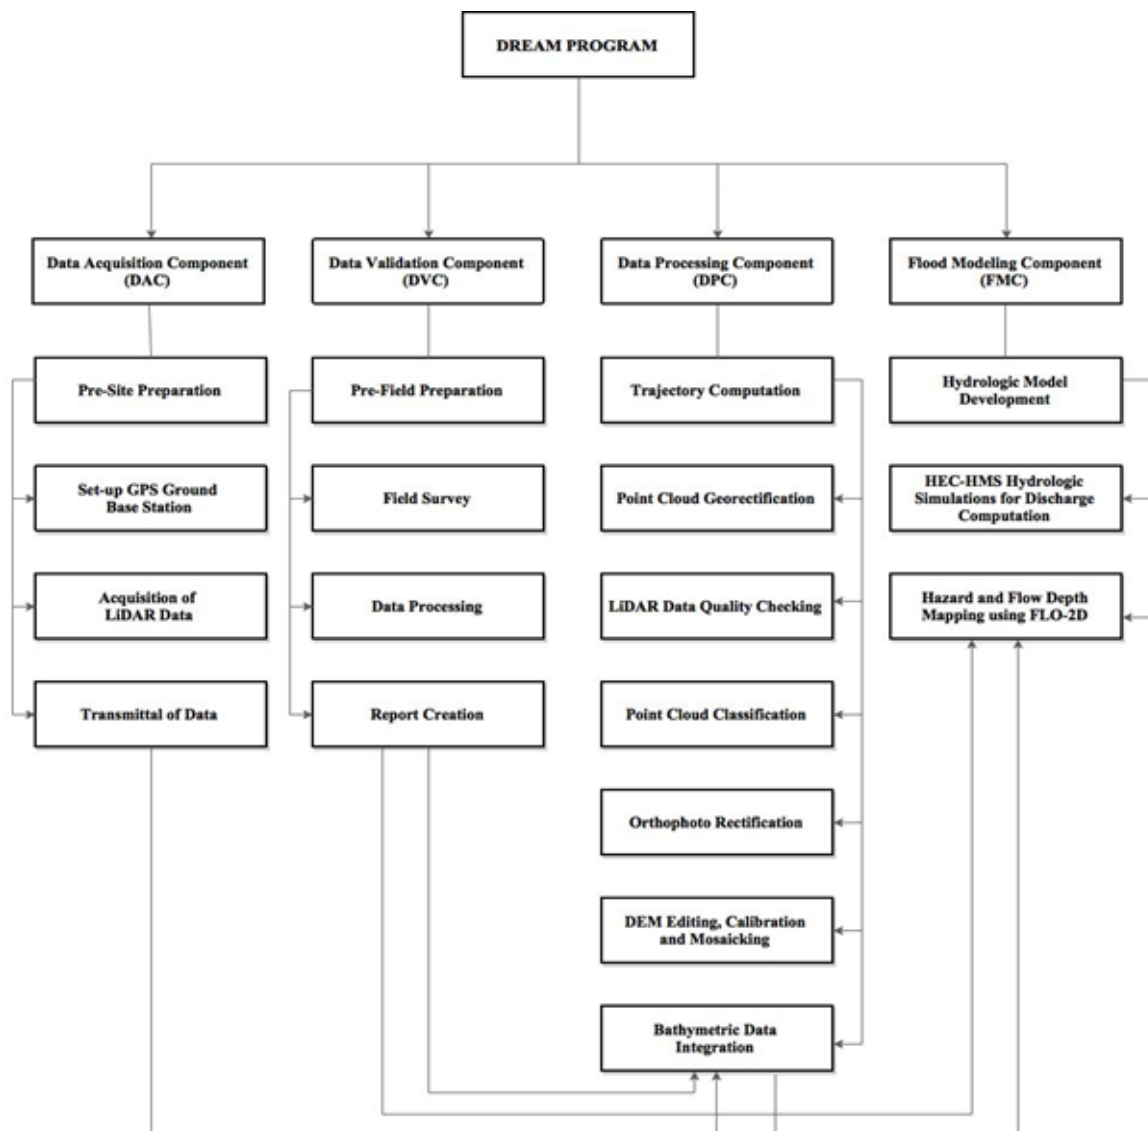 DREAM PROGRAM
Data Acquisition Component
(DAC)
Data Validation Component
(DVC)
Data Processing Component
(DPC)
Flood Modeling Component
(FMC)
Pre-Site Preparation
Pre-Field Preparation
Trajectory Computation
Hydrologic Model
Development
Set-up GPS Ground
Base Station
Field Survey
Point Cloud Georectification
HEC-HMS Hydrologic
Simulations for Discharge
Computation
Acquisition of
LiDAR Data
Data Processing
LiDAR Data Quality Checking
Hazard and Flow Depth
Mapping using FLO-2D
Transmittal of Data
Report Creation
Point Cloud Classification
Orthophoto Rectification
DEM Editing, Calibration
and Mosaicking
Bathymetric Data
Integration